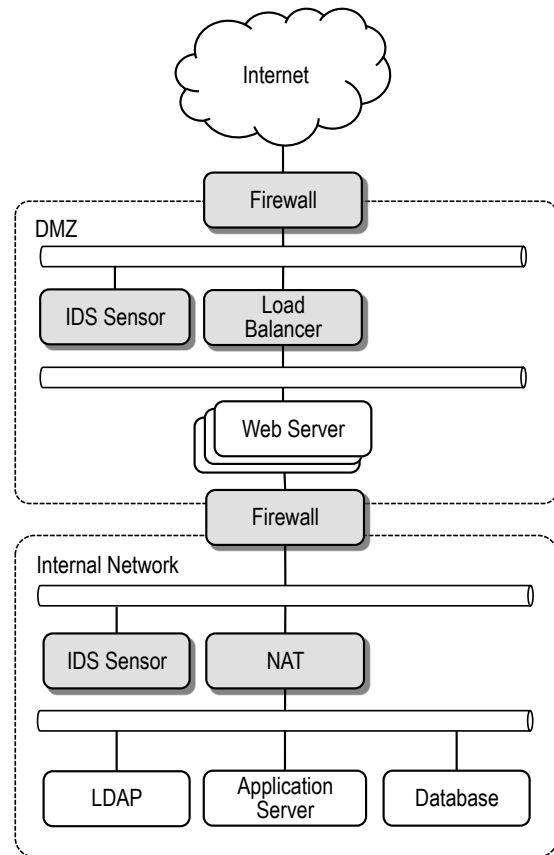 Internet
Firewall
DMZ
IDS Sensor
Load
Balancer
Web Server
Firewall
Internal Network
IDS Sensor
NAT
LDAP
Application
Server
Database